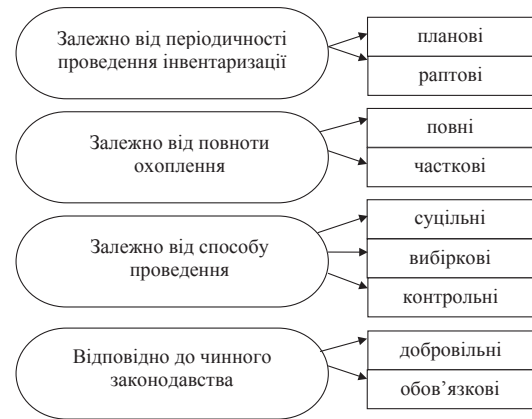 Залежно від періодичності
проведення інвентаризації
планові
раптові
Залежно від повноти
охоплення
повні
часткові
Залежно від способу
проведення
суцільні
вибіркові
контрольні
Відповідно до чинного
законодавства
добровільні
обов’язкові